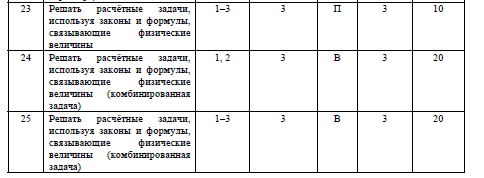 23 Решать расчётные задачи, 1–3 3 П 3 10
используя законы и формулы,
связывающие физические
величины
24 Решать расчётные задачи, 1, 2 3 В 3 20
используя законы и формулы,
связывающие физические
величины (комбинированная
задача)
25 Решать расчётные задачи, 1–3 3 В 3 20
используя законы и формулы,
связывающие физические
величины (комбинированная
задача)